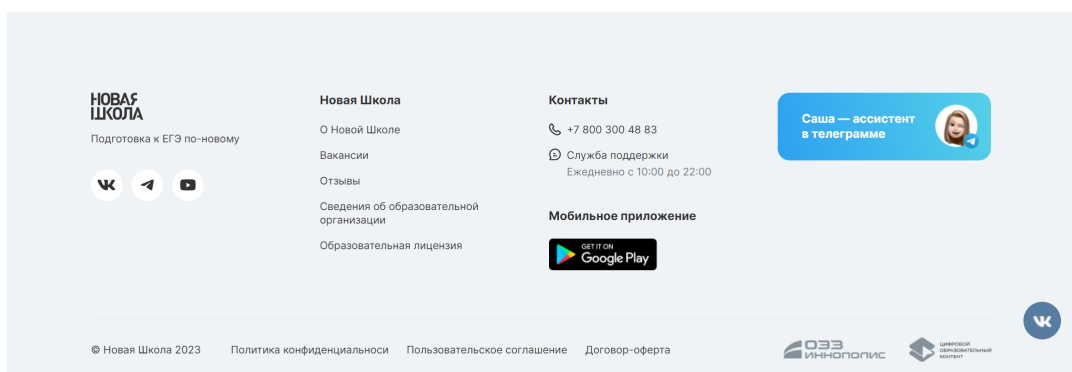 НОВАЯ
ШКОЛА
Подготовка к ЕГЭ по-новому
Новая Школа
О Новой Школе
Вакансии
Отзывы
Сведения об образовательной
организации
Образовательная лицензия
Контакты
+7 800 300 48 83
Служба поддержки
Ежедневно с 10:00 до 22:00
Мобильное приложение
GET IT ON
Google Play
Саша — ассистент
в телеграмме
© Новая Школа 2023
Политика конфиденциальноси
Пользовательское соглашение
Договор-оферта
ОЭЗ
ИННОПОЛИС
ЦИФРОВОЙ
ОБРАЗОВАТЕЛЬНЫЙ
КОНТЕНТ